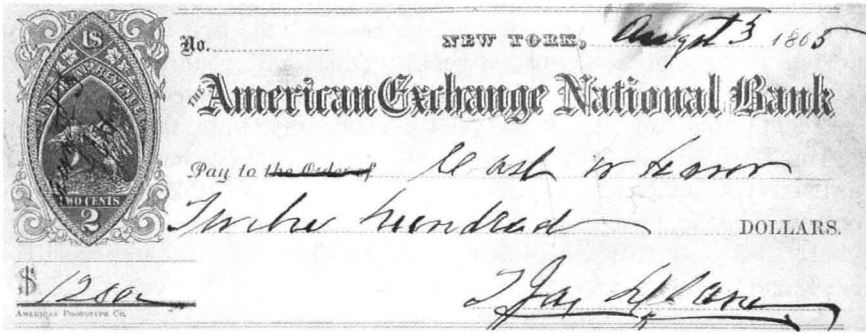 No. NEW YORK, August 3 1865
THE American Exchange National Bank
Pay to the Order of Cash or bearer
Twelve hundred DOLLARS.
$ 1200
US
INTERNAL REVENUE
TWO CENTS
2
AMERICAN PHOTOTYPE CO.